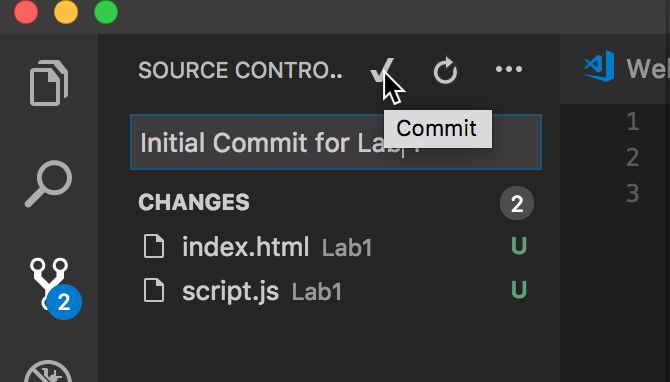 SOURCE CONTRO..
Wel
Commit
Initial Commit for Lab
CHANGES 2
index.html Lab1 U
script.js Lab1 U
2
1
2
3